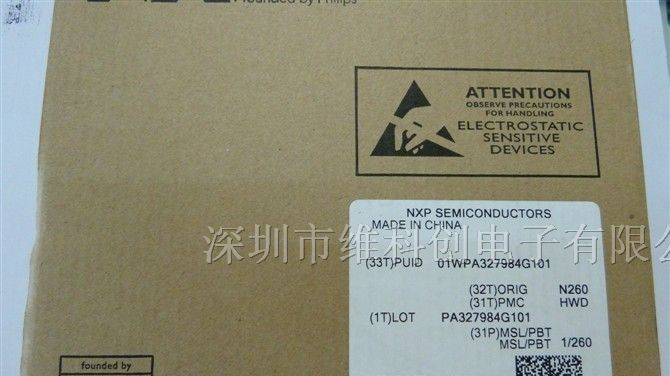 founded by Philips
ATTENTION
OBSERVE PRECAUTIONS
FOR HANDLING
ELECTROSTATIC
SENSITIVE
DEVICES
NXP SEMICONDUCTORS
MADE IN CHINA
深圳市维科创电子有限公
(33T)PUID 01WPA327984G101
(32T)ORIG N260
(31T)PMC HWD
(1T)LOT PA327984G101
(31P)MSL/PBT
MSL/PBT 1/260
founded by